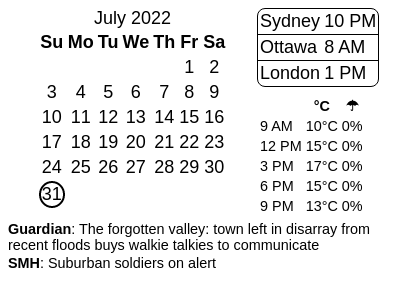 July 2022
Su Mo Tu We Th Fr Sa
1 2
3 4 5 6 7 8 9
10 11 12 13 14 15 16
17 18 19 20 21 22 23
24 25 26 27 28 29 30
31
Sydney 10 PM
Ottawa 8 AM
London 1 PM
°C ☂
9 AM 10°C 0%
12 PM 15°C 0%
3 PM 17°C 0%
6 PM 15°C 0%
9 PM 13°C 0%
Guardian: The forgotten valley: town left in disarray from
recent floods buys walkie talkies to communicate
SMH: Suburban soldiers on alert